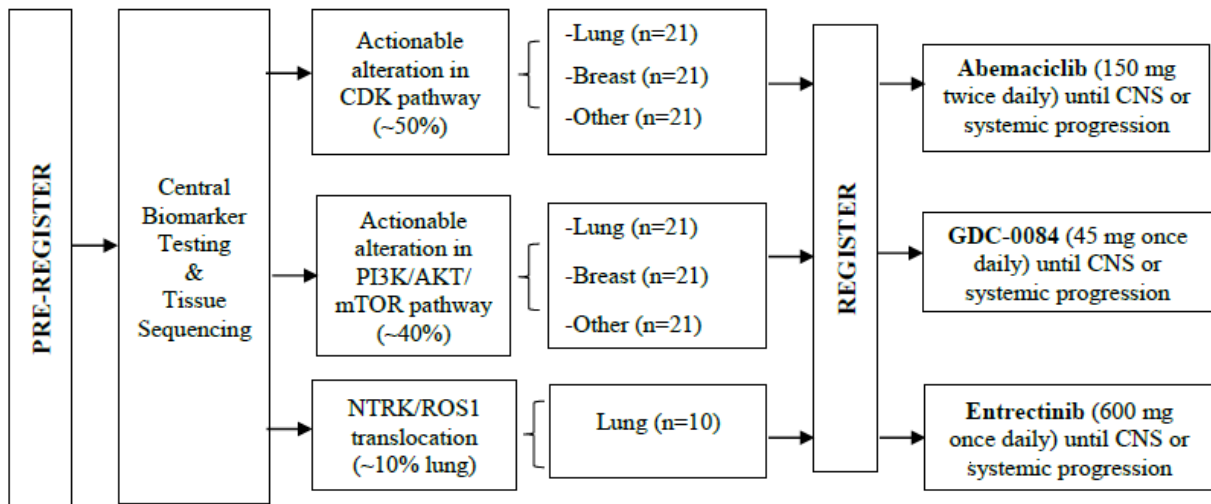 PRE-REGISTER
Central
Biomarker
Testing
&
Tissue
Sequencing
Actionable
alteration in
CDK pathway
(~50%)
-Lung (n=21)
-Breast (n=21)
-Other (n=21)
Actionable
alteration in
PI3K/AKT/
mTOR pathway
(~40%)
-Lung (n=21)
-Breast (n=21)
-Other (n=21)
NTRK/ROS1
translocation
(~10% lung)
Lung (n=10)
REGISTER
Abemaciclib (150 mg
twice daily) until CNS or
systemic progression
GDC-0084 (45 mg once
daily) until CNS or
systemic progression
Entrectinib (600 mg
once daily) until CNS or
systemic progression